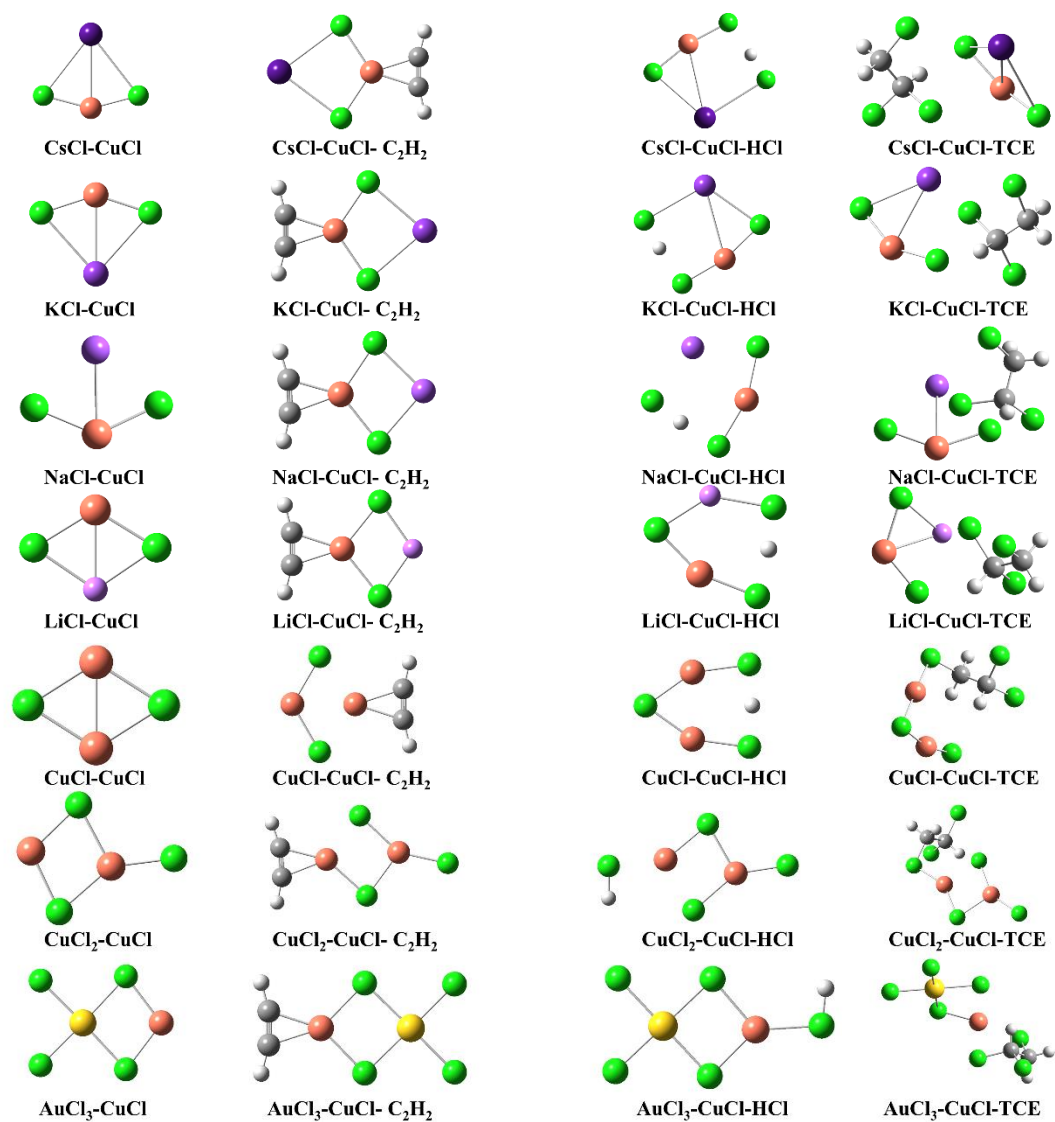 CsCl-CuCl
CsCl-CuCl- C₂H₂
CsCl-CuCl-HCl
CsCl-CuCl-TCE
KCl-CuCl
KCl-CuCl- C₂H₂
KCl-CuCl-HCl
KCl-CuCl-TCE
NaCl-CuCl
NaCl-CuCl- C₂H₂
NaCl-CuCl-HCl
NaCl-CuCl-TCE
LiCl-CuCl
LiCl-CuCl- C₂H₂
LiCl-CuCl-HCl
LiCl-CuCl-TCE
CuCl-CuCl
CuCl-CuCl- C₂H₂
CuCl-CuCl-HCl
CuCl-CuCl-TCE
CuCl₂-CuCl
CuCl₂-CuCl- C₂H₂
CuCl₂-CuCl-HCl
CuCl₂-CuCl-TCE
AuCl₃-CuCl
AuCl₃-CuCl- C₂H₂
AuCl₃-CuCl-HCl
AuCl₃-CuCl-TCE